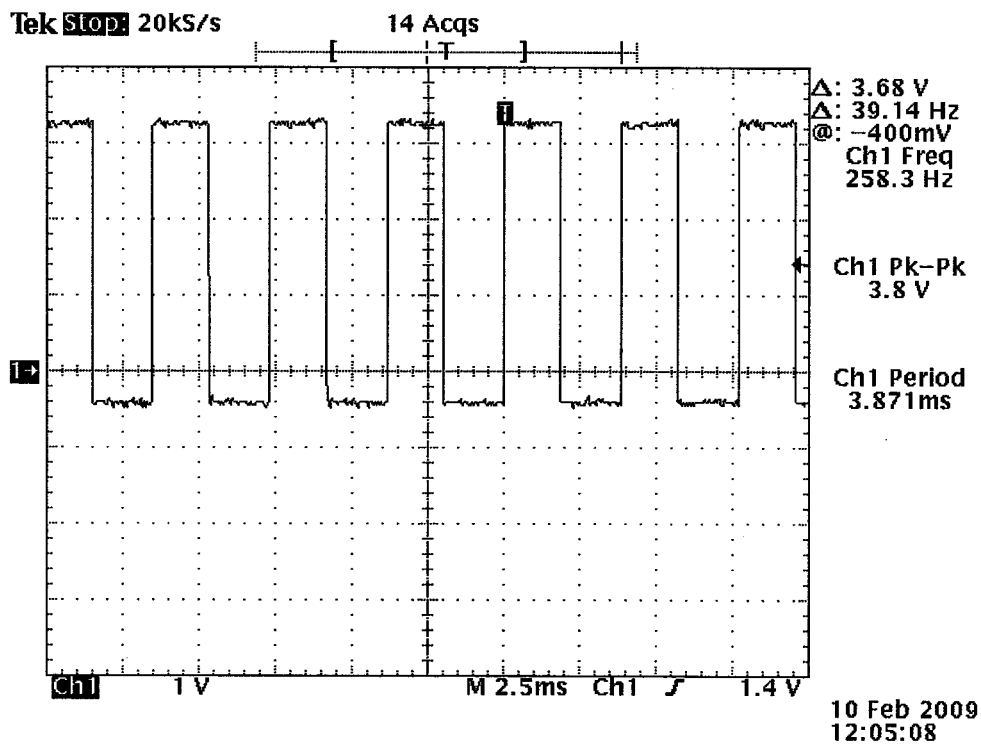 Tek Stop: 20kS/s 14 Acqs
[ T ]
T
Δ: 3.68 V
Δ: 39.14 Hz
@: −400mV
Ch1 Freq
258.3 Hz
Ch1 Pk−Pk
3.8 V
1→
Ch1 Period
3.871ms
Ch1 1 V M 2.5ms Ch1 1.4 V
10 Feb 2009
12:05:08